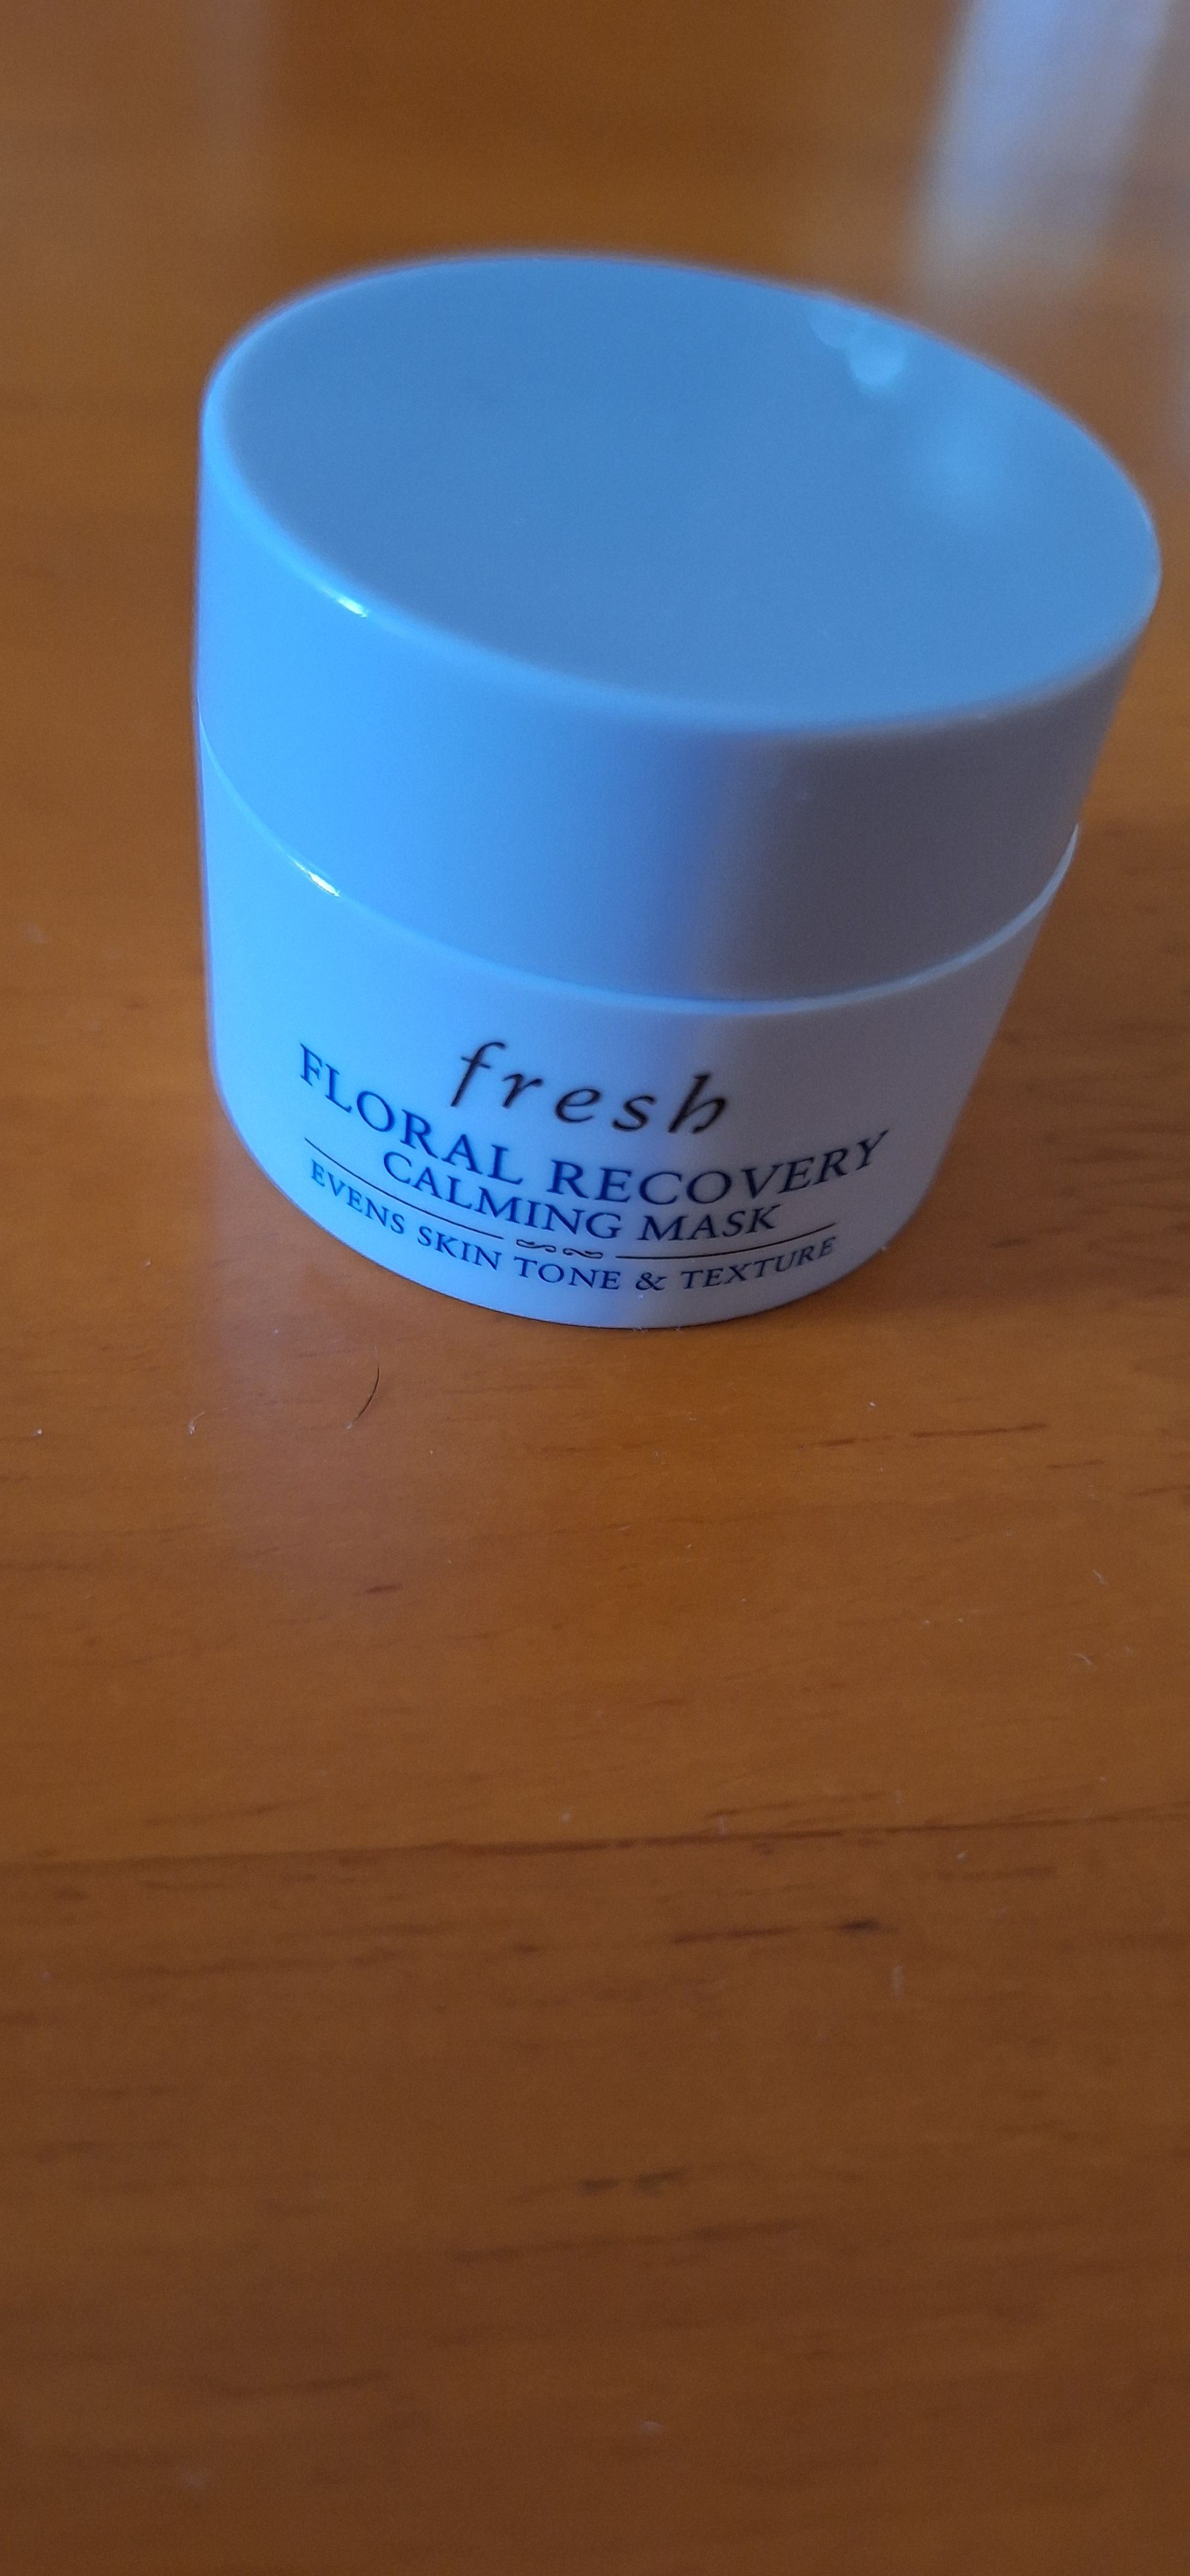 fresh
FLORAL RECOVERY
CALMING MASK
EVENS SKIN TONE & TEXTURE